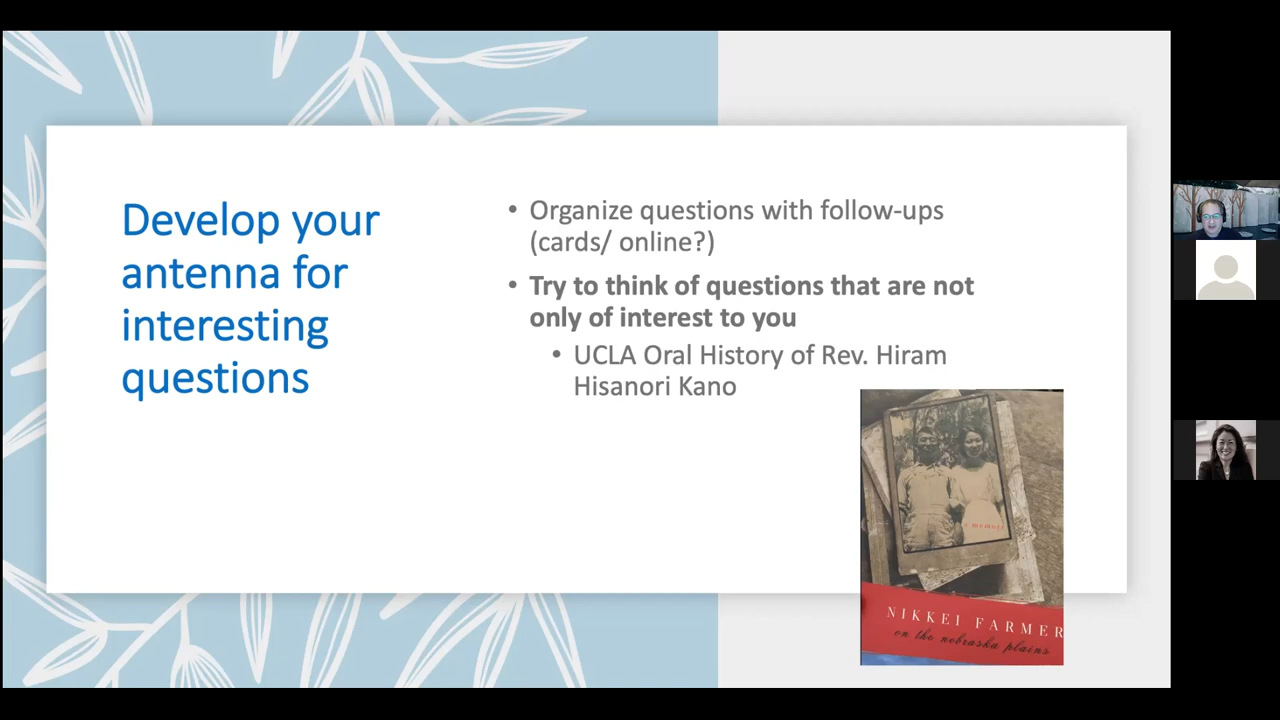 Develop your
antenna for
interesting
questions
• Organize questions with follow-ups
(cards/ online?)
• Try to think of questions that are not
only of interest to you
• UCLA Oral History of Rev. Hiram
Hisanori Kano
a memoir
NIKKEI FARMER
on the nebraska plains